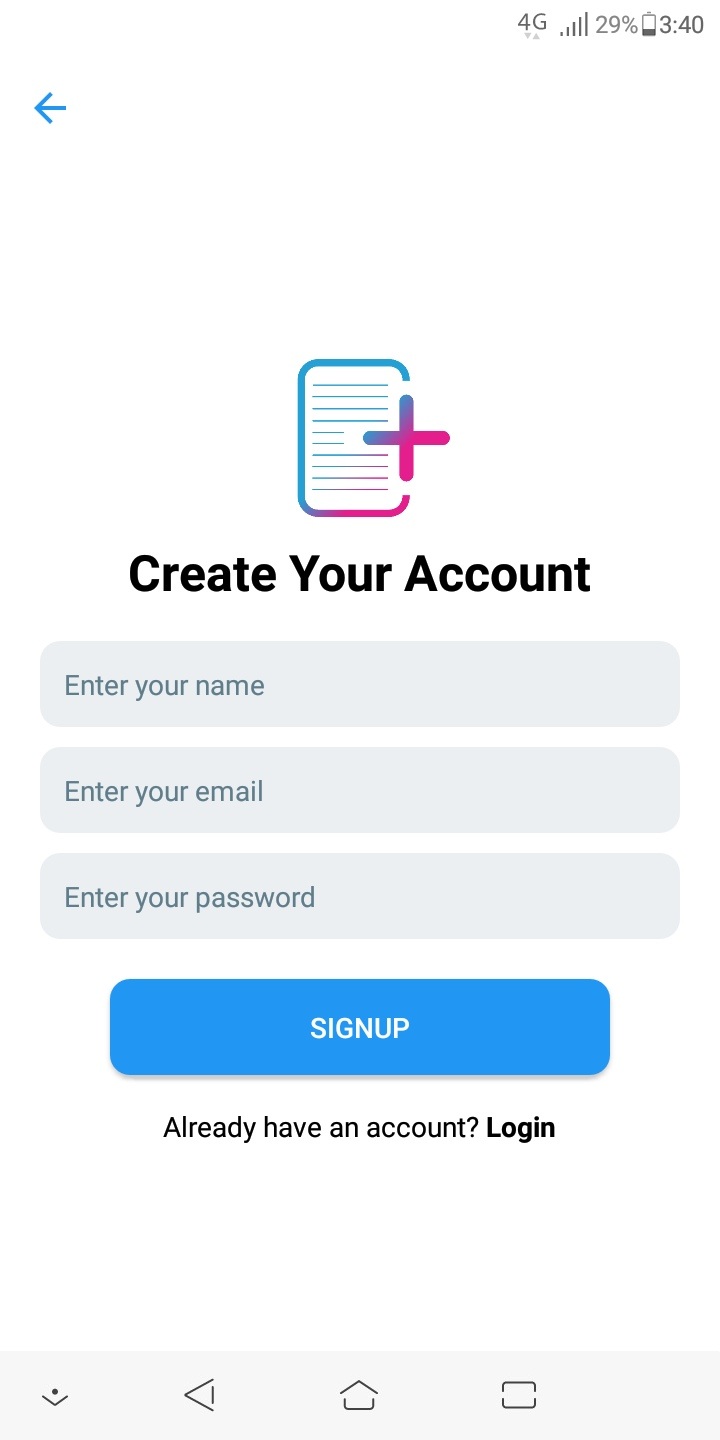 4G 29% 3:40
Create Your Account
Enter your name
Enter your email
Enter your password
SIGNUP
Already have an account? Login